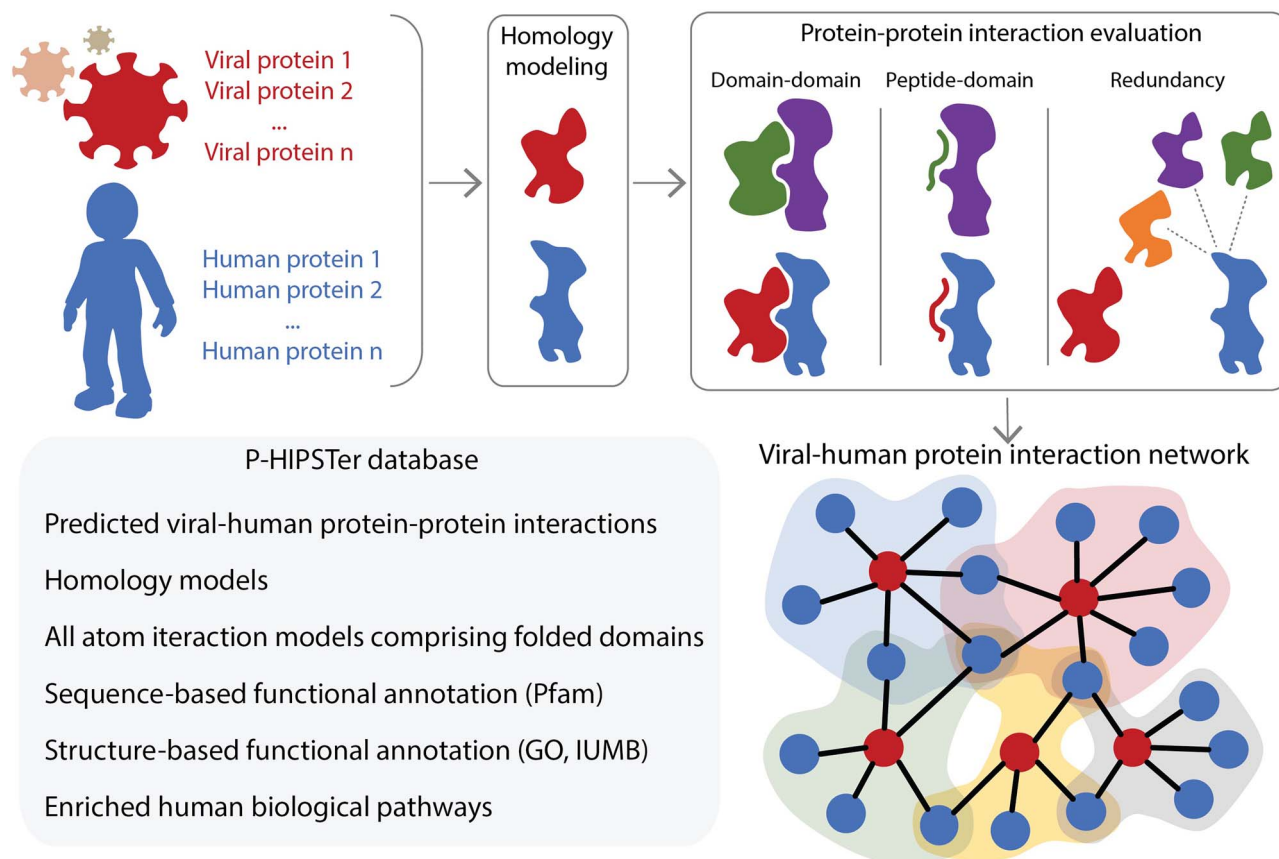 Viral protein 1
Viral protein 2
...
Viral protein n
Human protein 1
Human protein 2
...
Human protein n
Homology
modeling
Protein-protein interaction evaluation
Domain-domain
Peptide-domain
Redundancy
P-HIPSTer database
Predicted viral-human protein-protein interactions
Homology models
All atom iteraction models comprising folded domains
Sequence-based functional annotation (Pfam)
Structure-based functional annotation (GO, IUMB)
Enriched human biological pathways
Viral-human protein interaction network